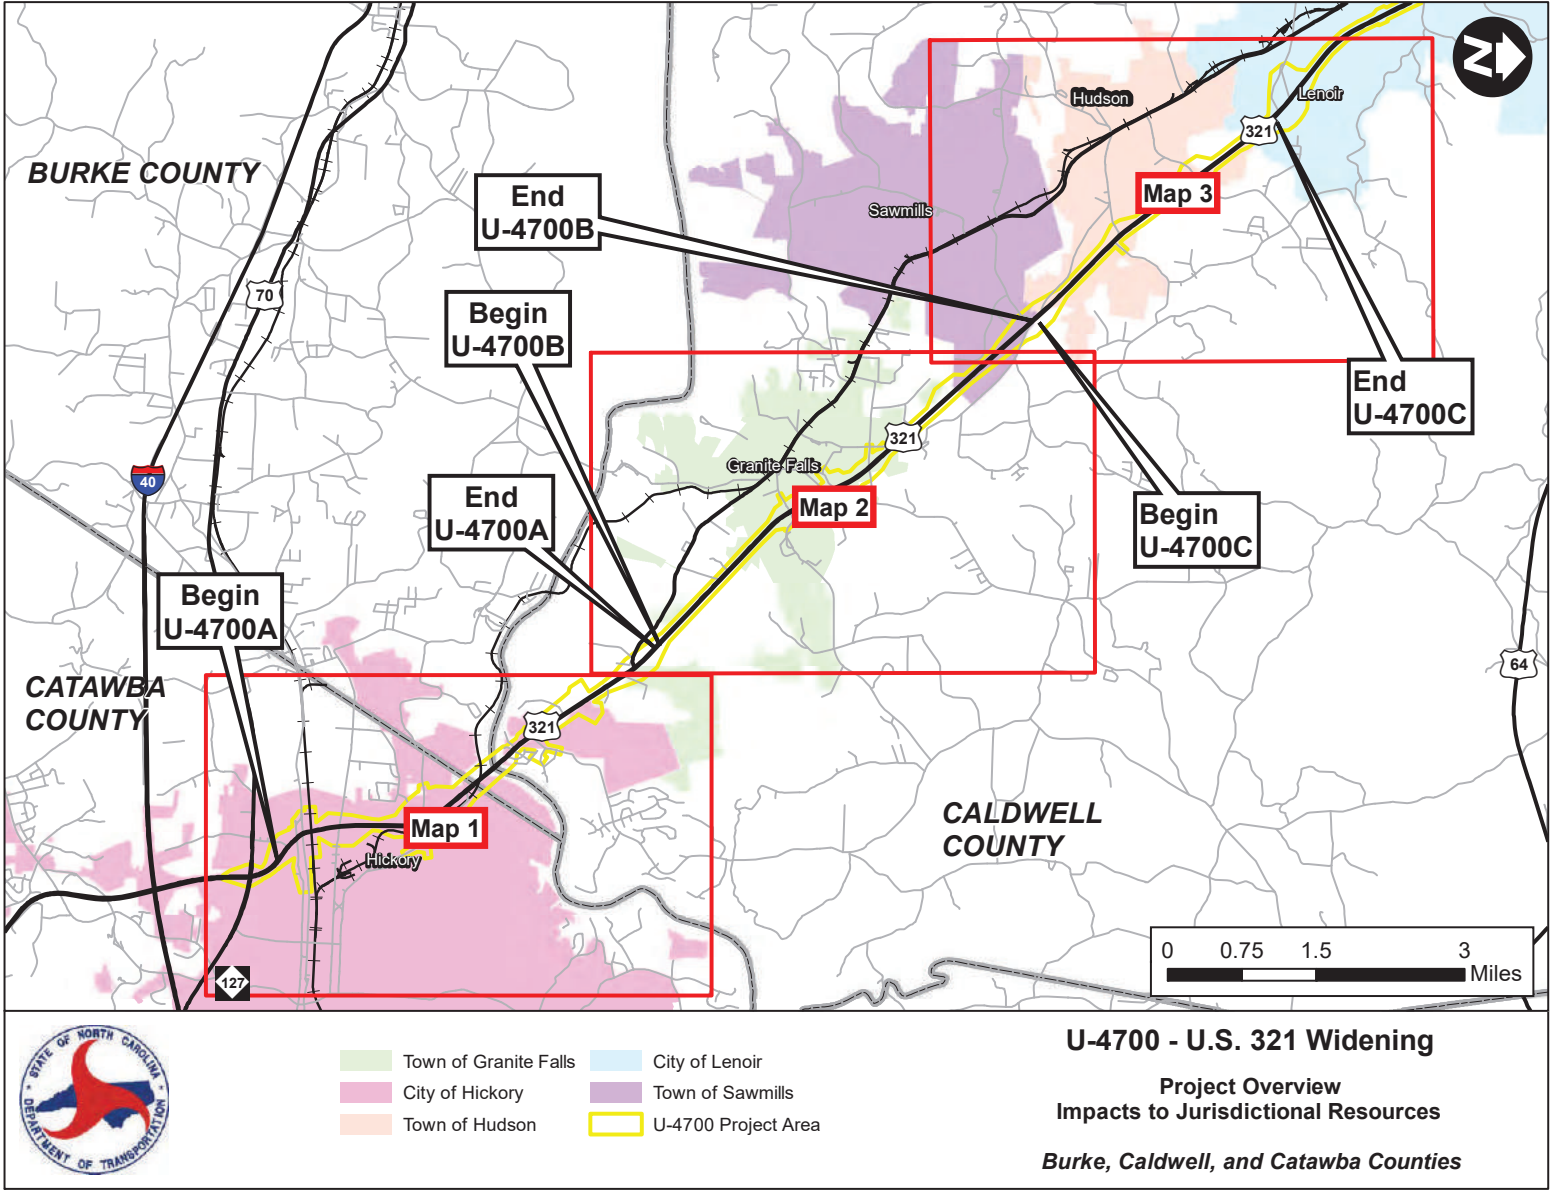 BURKE COUNTY
CATAWBA
COUNTY
CALDWELL
COUNTY
N
Hudson
Lenoir
Sawmills
Granite Falls
Hickory
End
U-4700B
Begin
U-4700B
End
U-4700A
Begin
U-4700A
End
U-4700C
Begin
U-4700C
Map 3
Map 2
Map 1
321
321
321
70
40
64
127
0 0.75 1.5 3
Miles
STATE OF NORTH CAROLINA
DEPARTMENT OF TRANSPORTATION
Town of Granite Falls
City of Hickory
Town of Hudson
City of Lenoir
Town of Sawmills
U-4700 Project Area
U-4700 - U.S. 321 Widening
Project Overview
Impacts to Jurisdictional Resources
Burke, Caldwell, and Catawba Counties